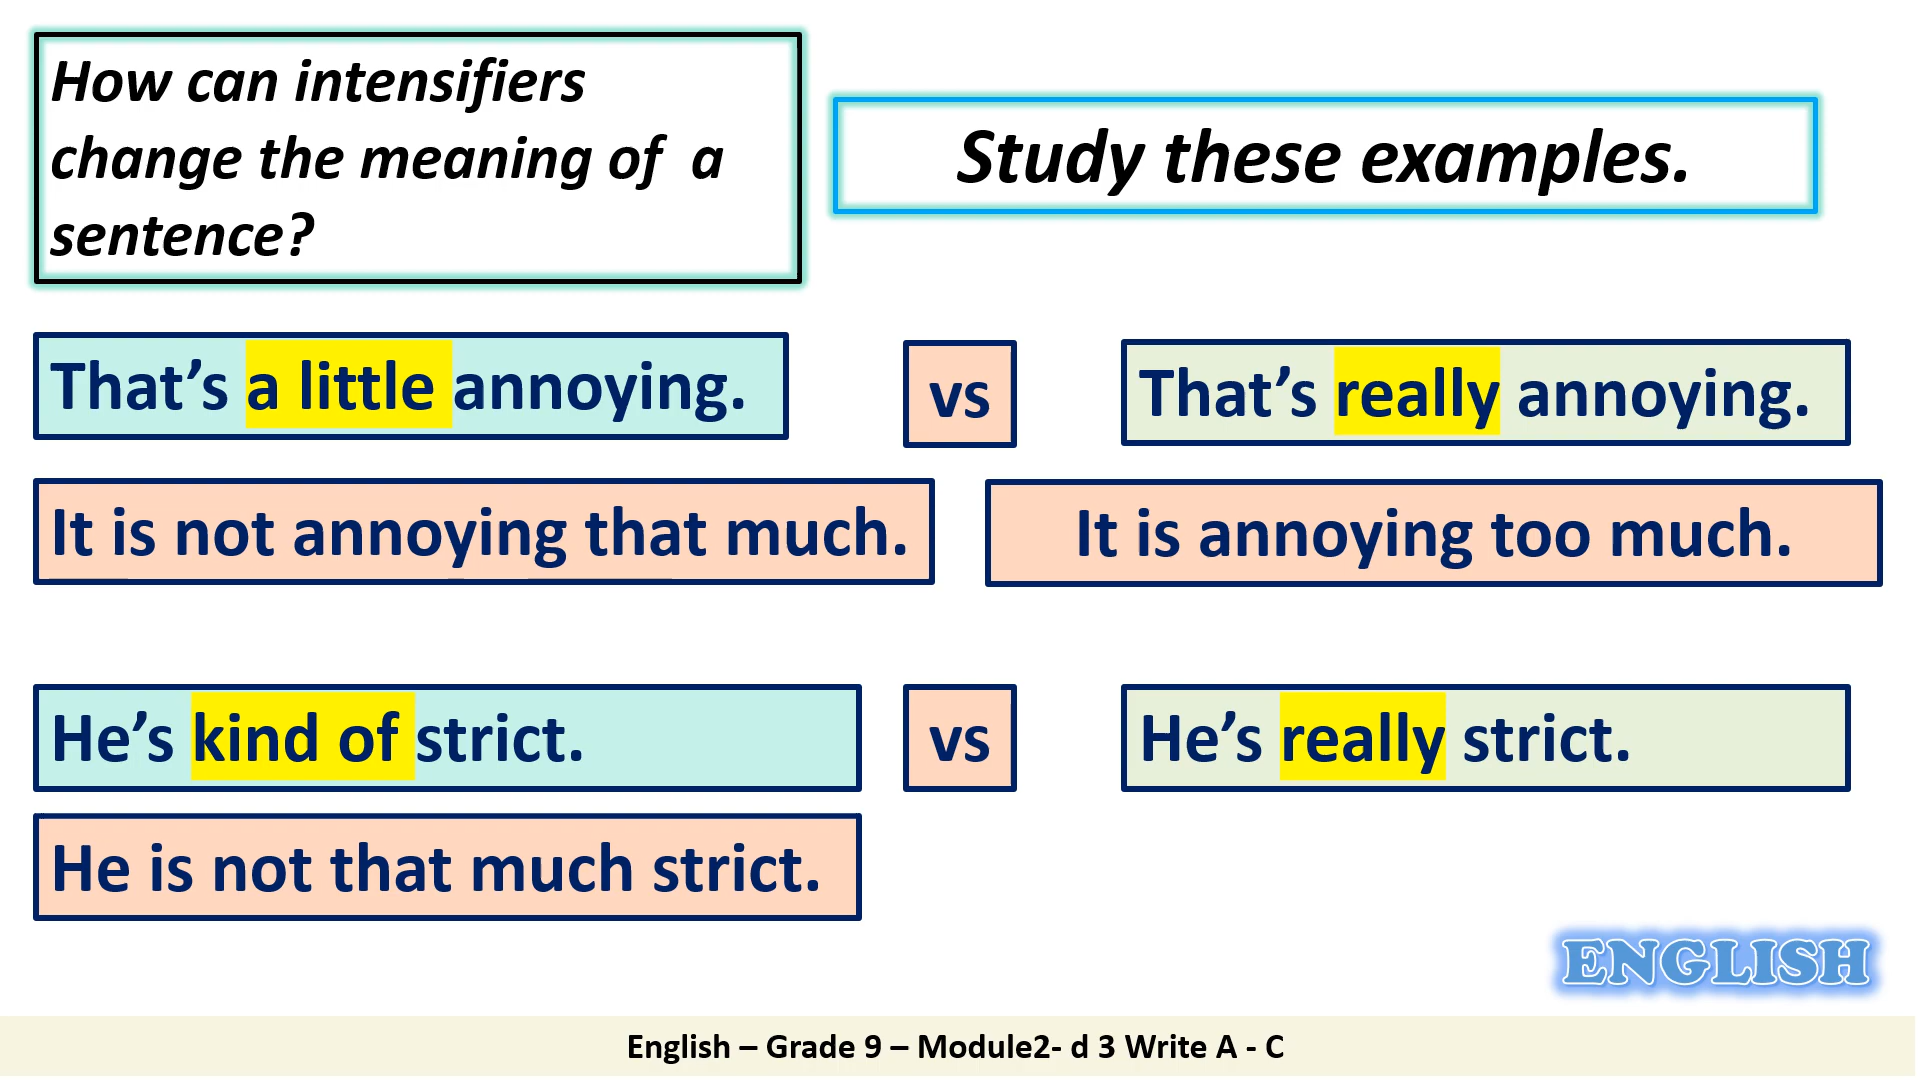 How can intensifiers
change the meaning of a
sentence?
Study these examples.
That’s a little annoying.
vs
That’s really annoying.
It is not annoying that much.
It is annoying too much.
He’s kind of strict.
vs
He’s really strict.
He is not that much strict.
ENGLISH
English – Grade 9 – Module2- d 3 Write A - C